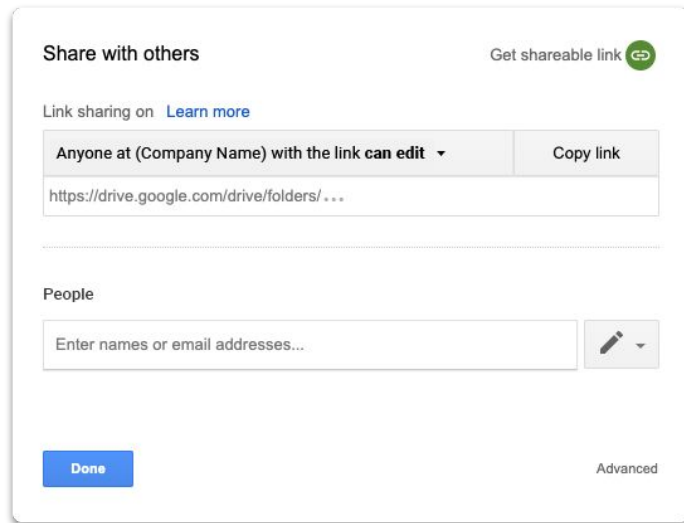 Share with others
Get shareable link
Link sharing on Learn more
Anyone at (Company Name) with the link can edit
Copy link
https://drive.google.com/drive/folders/...
People
Enter names or email addresses...
Done
Advanced